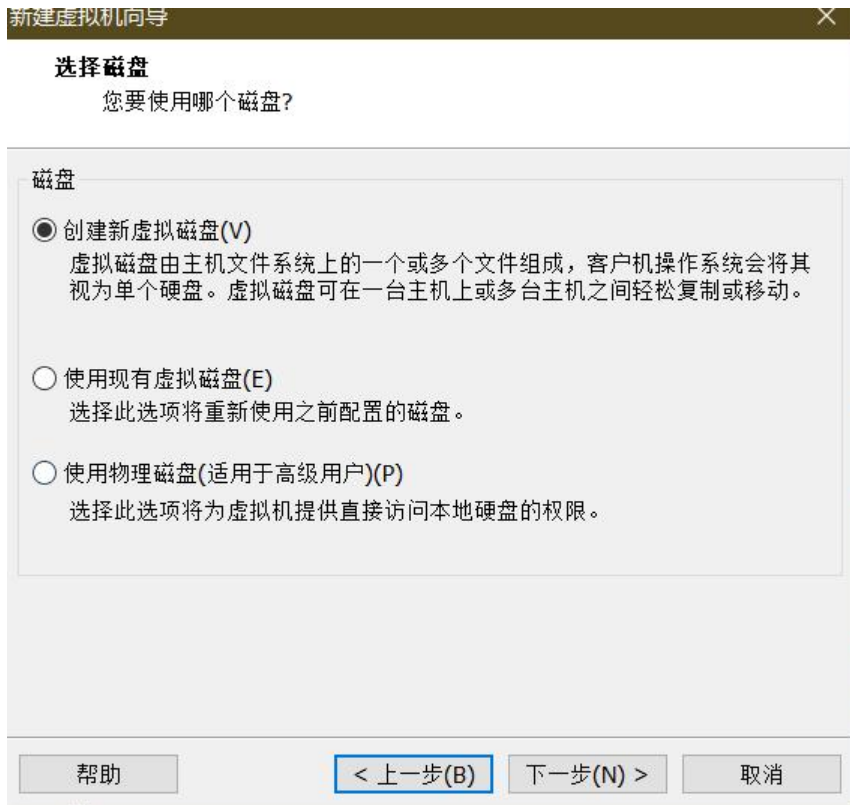 新建虚拟机向导
选择磁盘
您要使用哪个磁盘?
磁盘
创建新虚拟磁盘(V)
虚拟磁盘由主机文件系统上的一个或多个文件组成，客户机操作系统会将其
视为单个硬盘。虚拟磁盘可在一台主机上或多台主机之间轻松复制或移动。
使用现有虚拟磁盘(E)
选择此选项将重新使用之前配置的磁盘。
使用物理磁盘(适用于高级用户)(P)
选择此选项将为虚拟机提供直接访问本地硬盘的权限。
帮助 < 上一步(B) 下一步(N) > 取消